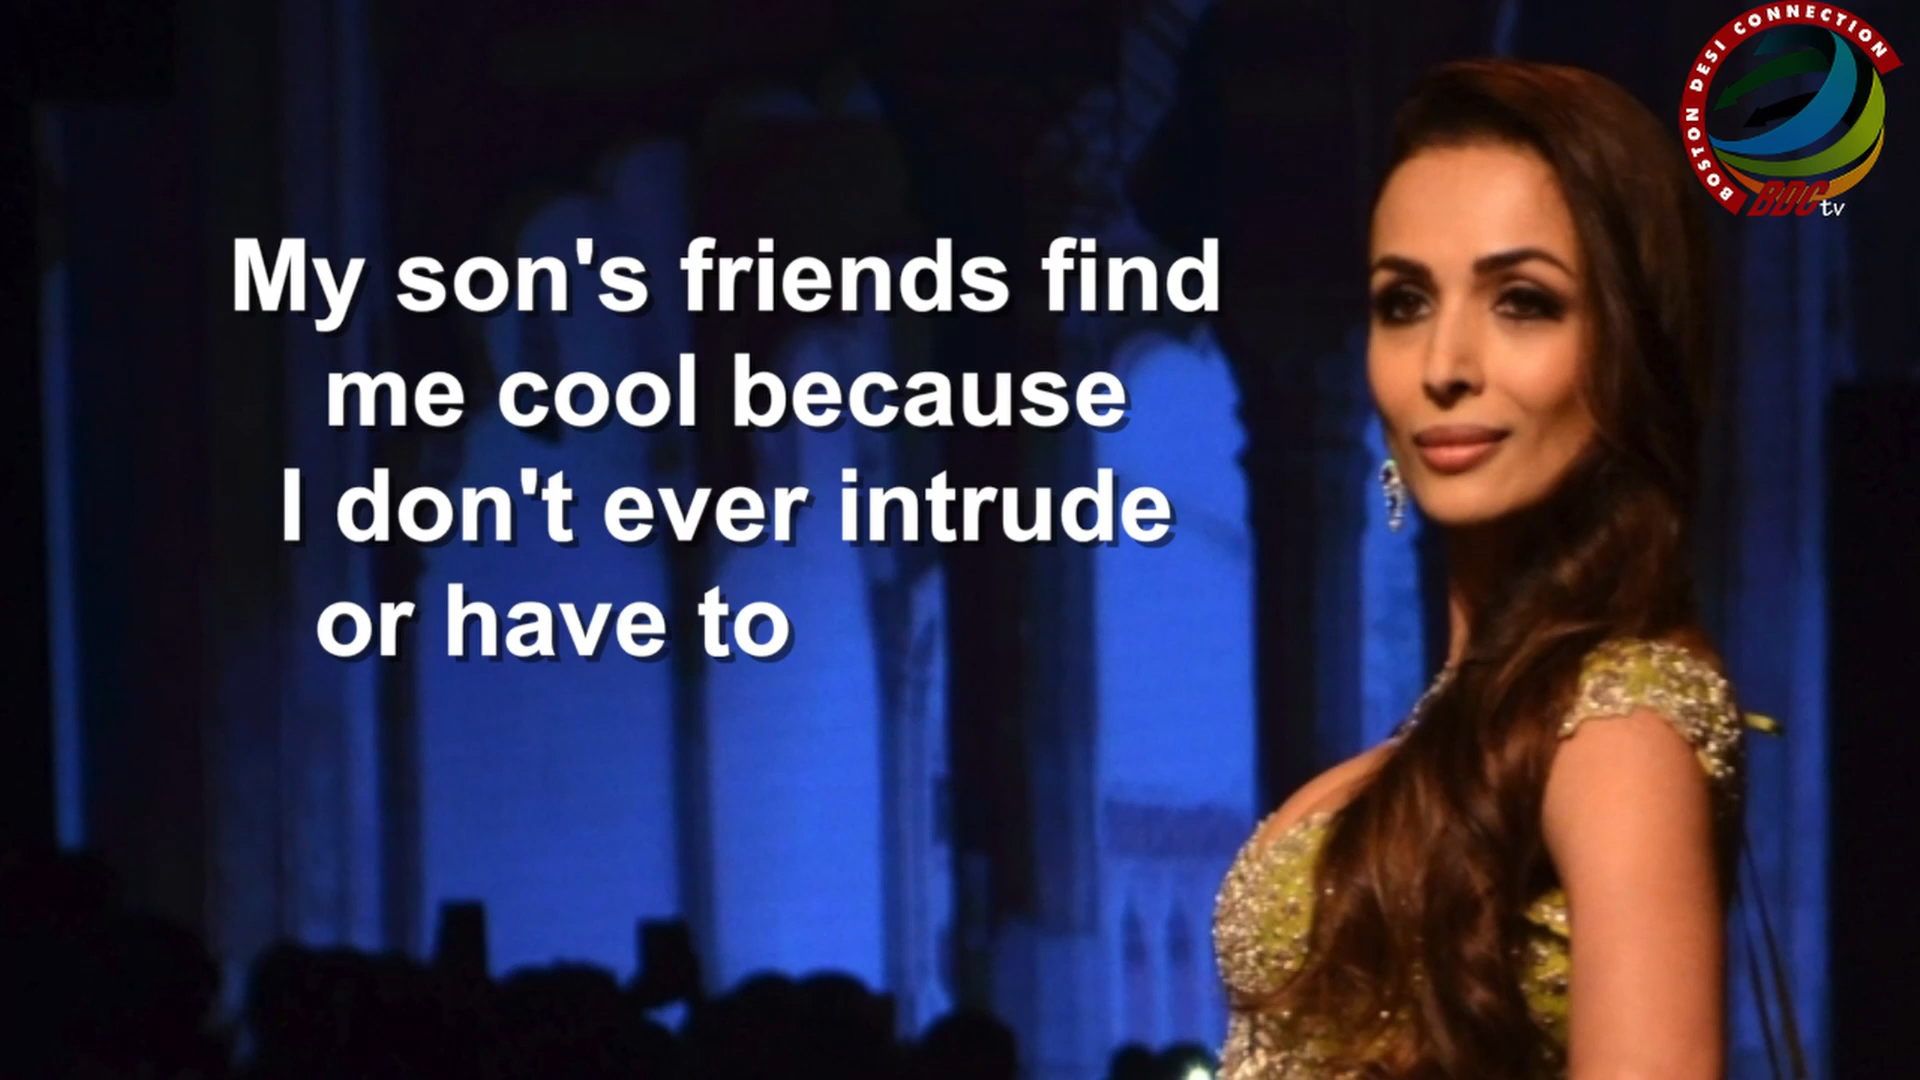 My son's friends find
me cool because
I don't ever intrude
or have to
BOSTON DESI CONNECTION
BDC
tv